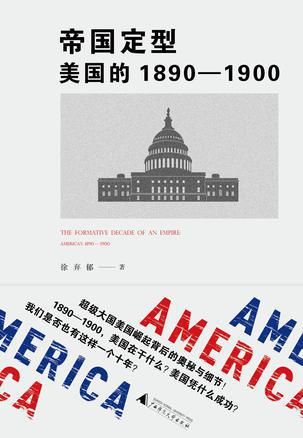 帝国定型
美国的 1890—1900
THE FORMATIVE DECADE OF AN EMPIRE:
AMERICA'S 1890－1900
徐弃郁——著
超级大国美国崛起背后的奥秘与细节！
1890—1900，美国在干什么？美国凭什么成功？
我们是否也有这样一个十年？
AMERICA
AMERICA
AMERICA
AMERICA
广西师范大学出版社